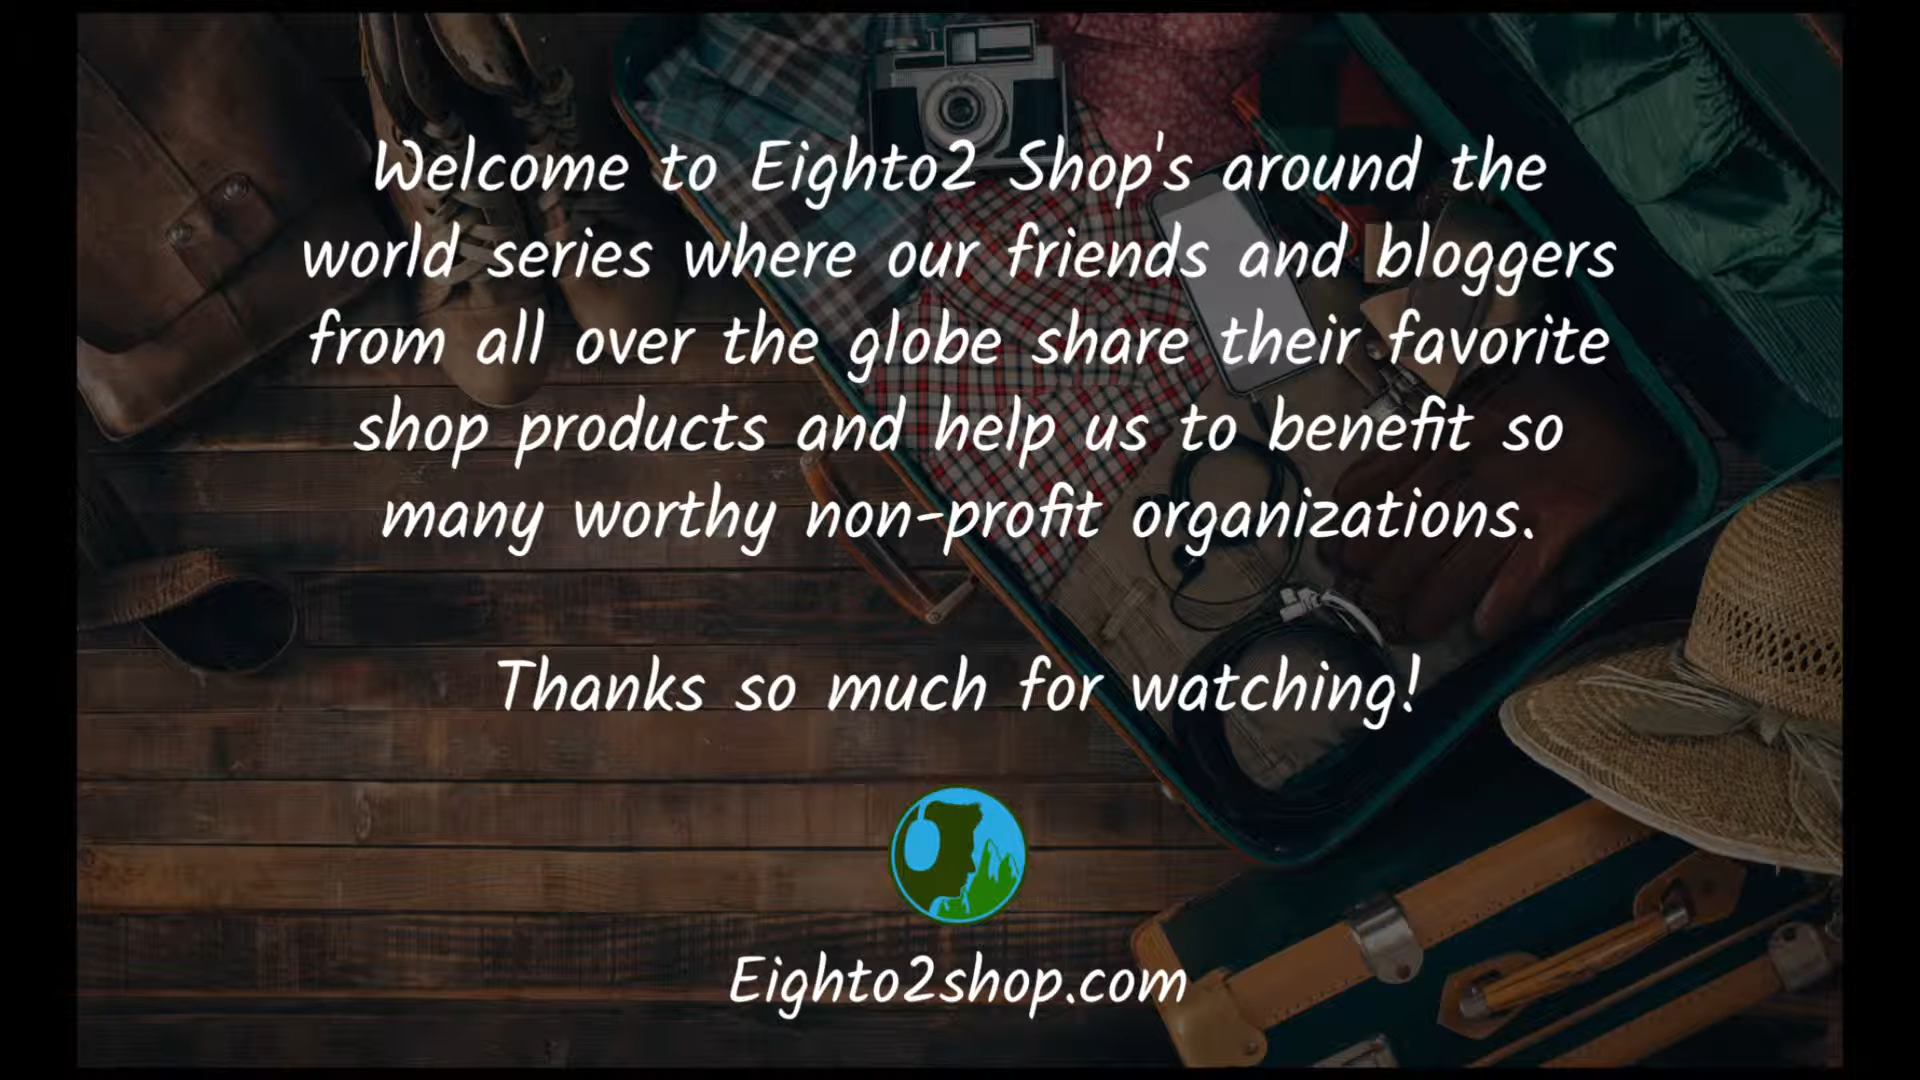 Welcome to Eighto2 Shop's around the
world series where our friends and bloggers
from all over the globe share their favorite
shop products and help us to benefit so
many worthy non-profit organizations.
Thanks so much for watching!
Eighto2shop.com